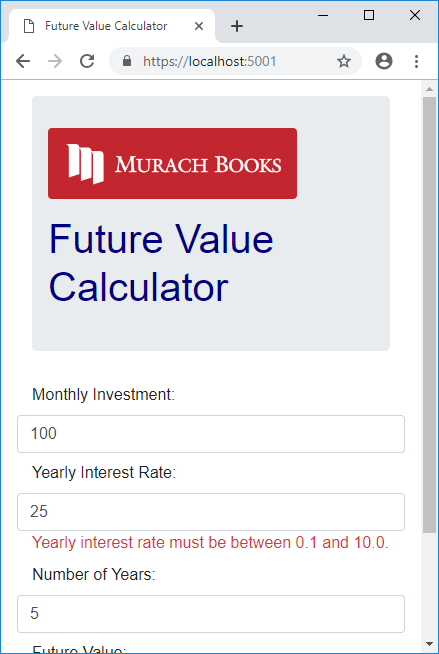 Future Value Calculator
https://localhost:5001
MURACH BOOKS
Future Value
Calculator
Monthly Investment:
100
Yearly Interest Rate:
25
Yearly interest rate must be between 0.1 and 10.0.
Number of Years:
5
Future Value: